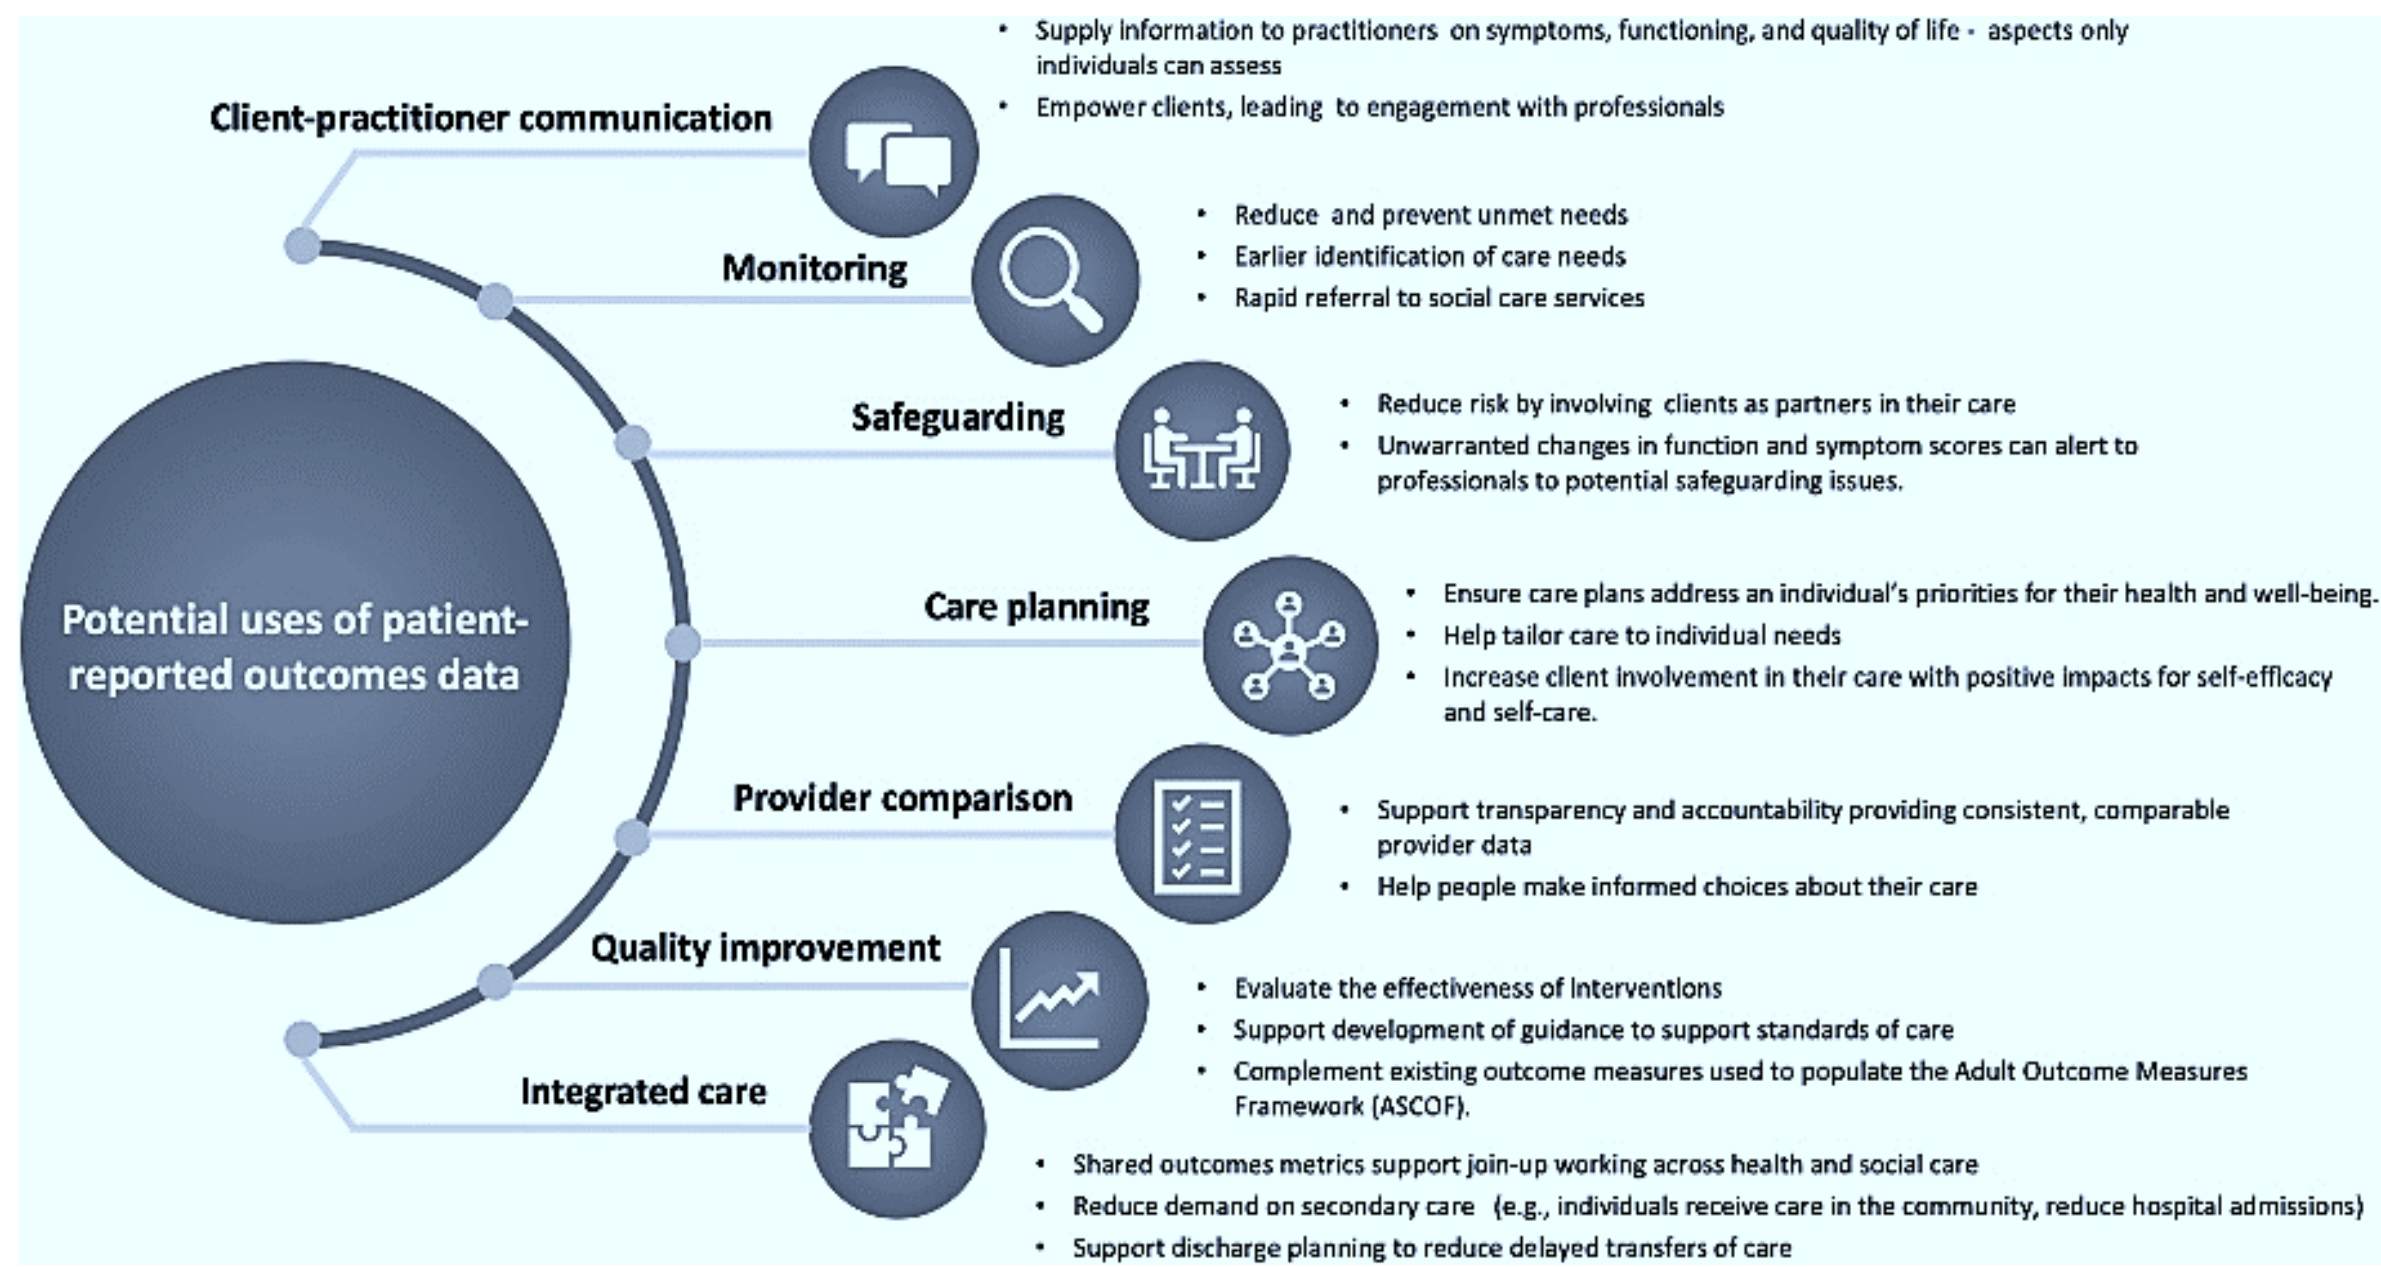 Potential uses of patient-
reported outcomes data
Client-practitioner communication
• Supply information to practitioners on symptoms, functioning, and quality of life - aspects only
individuals can assess
• Empower clients, leading to engagement with professionals
Monitoring
• Reduce and prevent unmet needs
• Earlier identification of care needs
• Rapid referral to social care services
Safeguarding
• Reduce risk by involving clients as partners in their care
• Unwarranted changes in function and symptom scores can alert to
professionals to potential safeguarding issues.
Care planning
• Ensure care plans address an individual's priorities for their health and well-being.
• Help tailor care to individual needs
• Increase client involvement in their care with positive impacts for self-efficacy
and self-care.
Provider comparison
• Support transparency and accountability providing consistent, comparable
provider data
• Help people make informed choices about their care
Quality improvement
• Evaluate the effectiveness of interventions
• Support development of guidance to support standards of care
• Complement existing outcome measures used to populate the Adult Outcome Measures
Framework (ASCOF).
Integrated care
• Shared outcomes metrics support join-up working across health and social care
• Reduce demand on secondary care (e.g., individuals receive care in the community, reduce hospital admissions)
• Support discharge planning to reduce delayed transfers of care